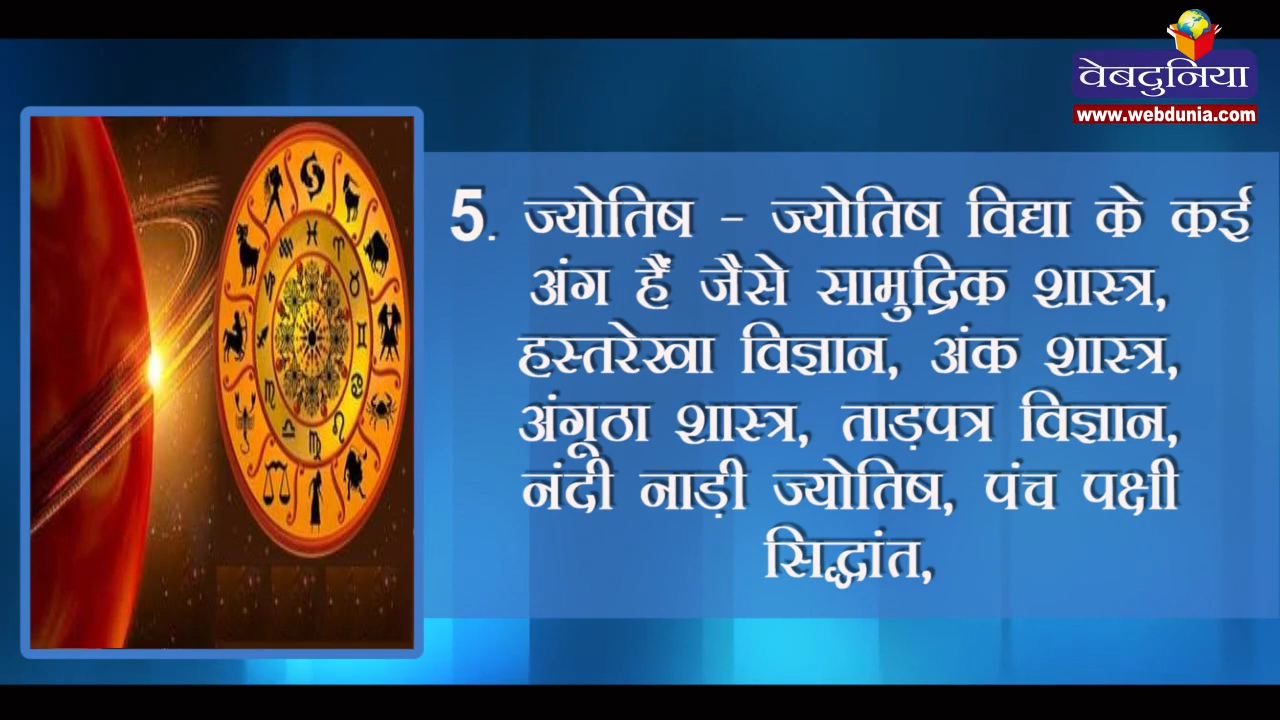 वेबदुनिया
www.webdunia.com
5. ज्योतिष - ज्योतिष विद्या के कई
अंग हैं जैसे सामुद्रिक शास्त्र,
हस्तरेखा विज्ञान, अंक शास्त्र,
अंगूठा शास्त्र, ताड़पत्र विज्ञान,
नंदी नाड़ी ज्योतिष, पंच पक्षी
सिद्धांत,